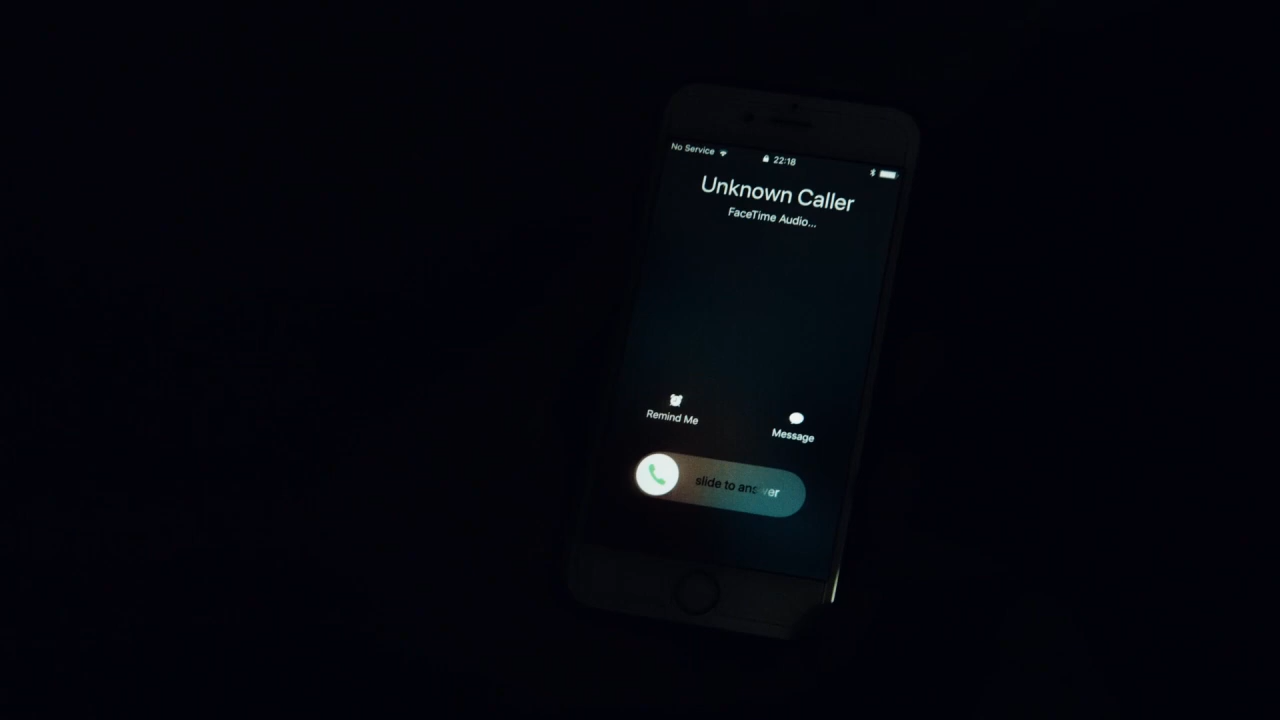 No Service 22:18
Unknown Caller
FaceTime Audio...
Remind Me Message
slide to answer